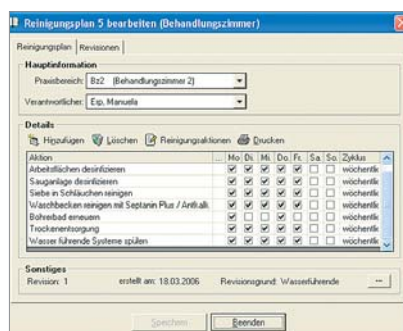 Reinigungsplan 5 bearbeiten (Behandlungszimmer)
Reinigungsplan Revisionen
Hauptinformation
Praxisbereich: Bz2 (Behandlungszimmer 2)
Verantwortlicher: Exp, Manuela
Details
Hinzufügen Löschen Reinigungsaktionen Drucken
Aktion ... Mo Di. Mi. Do. Fr. Sa. So. Zyklus
Arbeitsflächen desinfizieren wöchentlic
Sauganlage desinfizieren wöchentlic
Siebe in Schläuchen reinigen wöchentlic
Waschbecken reinigen mit Septanin Plus / wöchentlic
Bohrerbad erneuern wöchentlic
Trockenentsorgung wöchentlic
Wasser führende Systeme spülen wöchentlic
Sonstiges
Revision: 1 erstellt am: 18.03.2006 Revisionsgrund: Wasserführende ...
Speichern Beenden